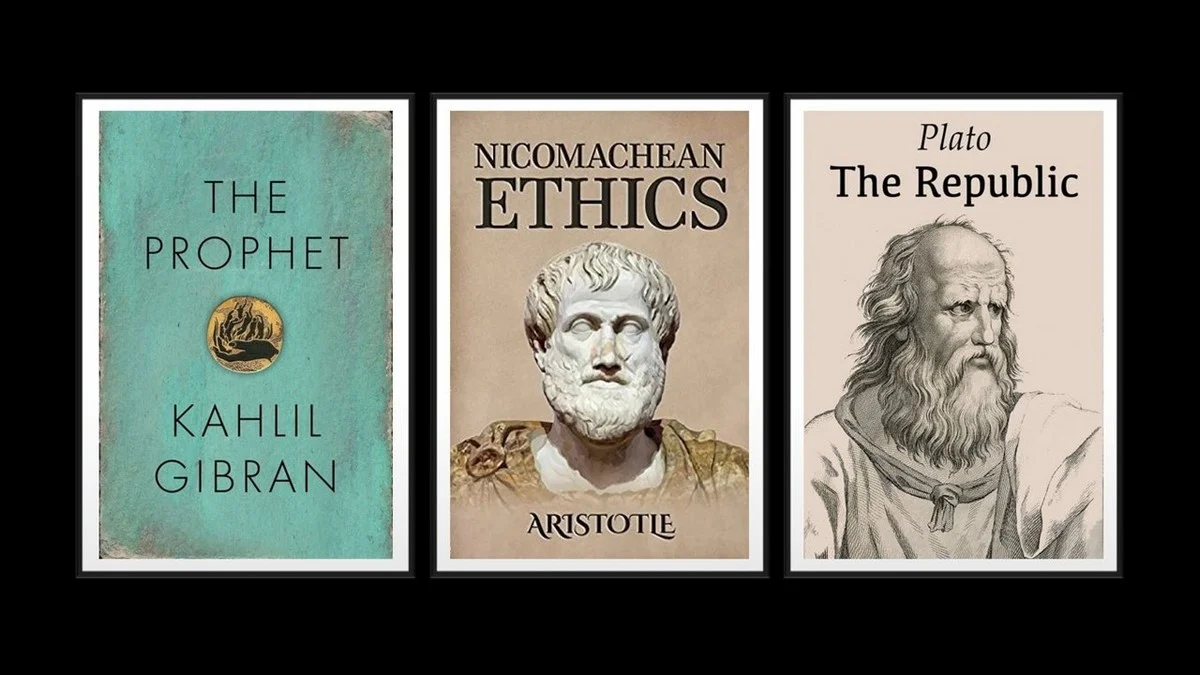 THE
PROPHET
KAHLIL
GIBRAN
NICOMACHEAN
ETHICS
ARISTOTLE
Plato
The Republic